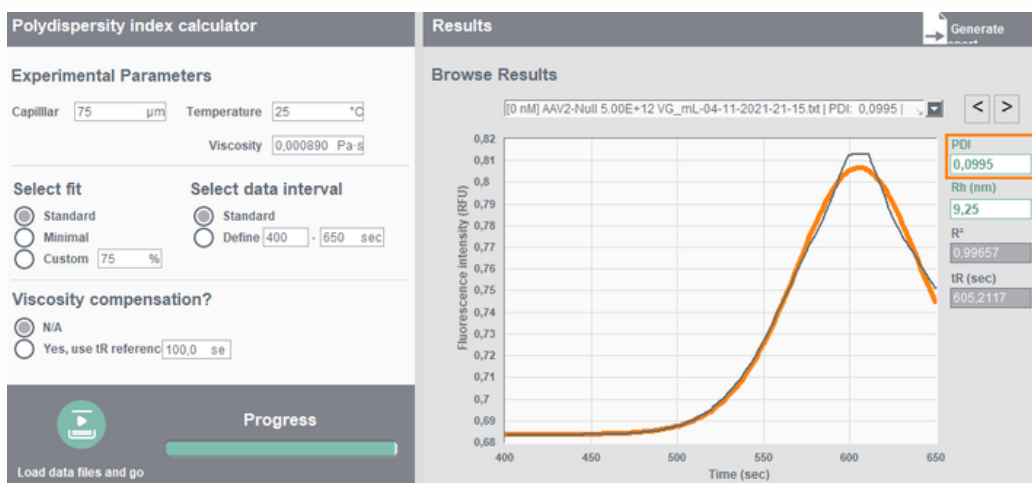 Polydispersity index calculator
Experimental Parameters
Capilllar 75 µm Temperature 25 °C
Viscosity 0,000890 Pa·s
Select fit
Standard
Minimal
Custom 75 %
Select data interval
Standard
Define 400 - 650 sec
Viscosity compensation?
N/A
Yes, use tR referenc 100,0 se
Progress
Load data files and go
Results
Generate
Browse Results
[[0 nM] AAV2-Null 5.00E+12 VG_mL-04-11-2021-21-15.txt | PDI: 0,0995 |
< >
Fluorescence intensity (RFU)
0,82
0,81
0,8
0,79
0,78
0,77
0,76
0,75
0,74
0,73
0,72
0,71
0,7
0,69
0,68
400 450 500 550 600 650
Time (sec)
PDI
0,0995
Rh (nm)
9,25
R²
0,99657
tR (sec)
605,2117